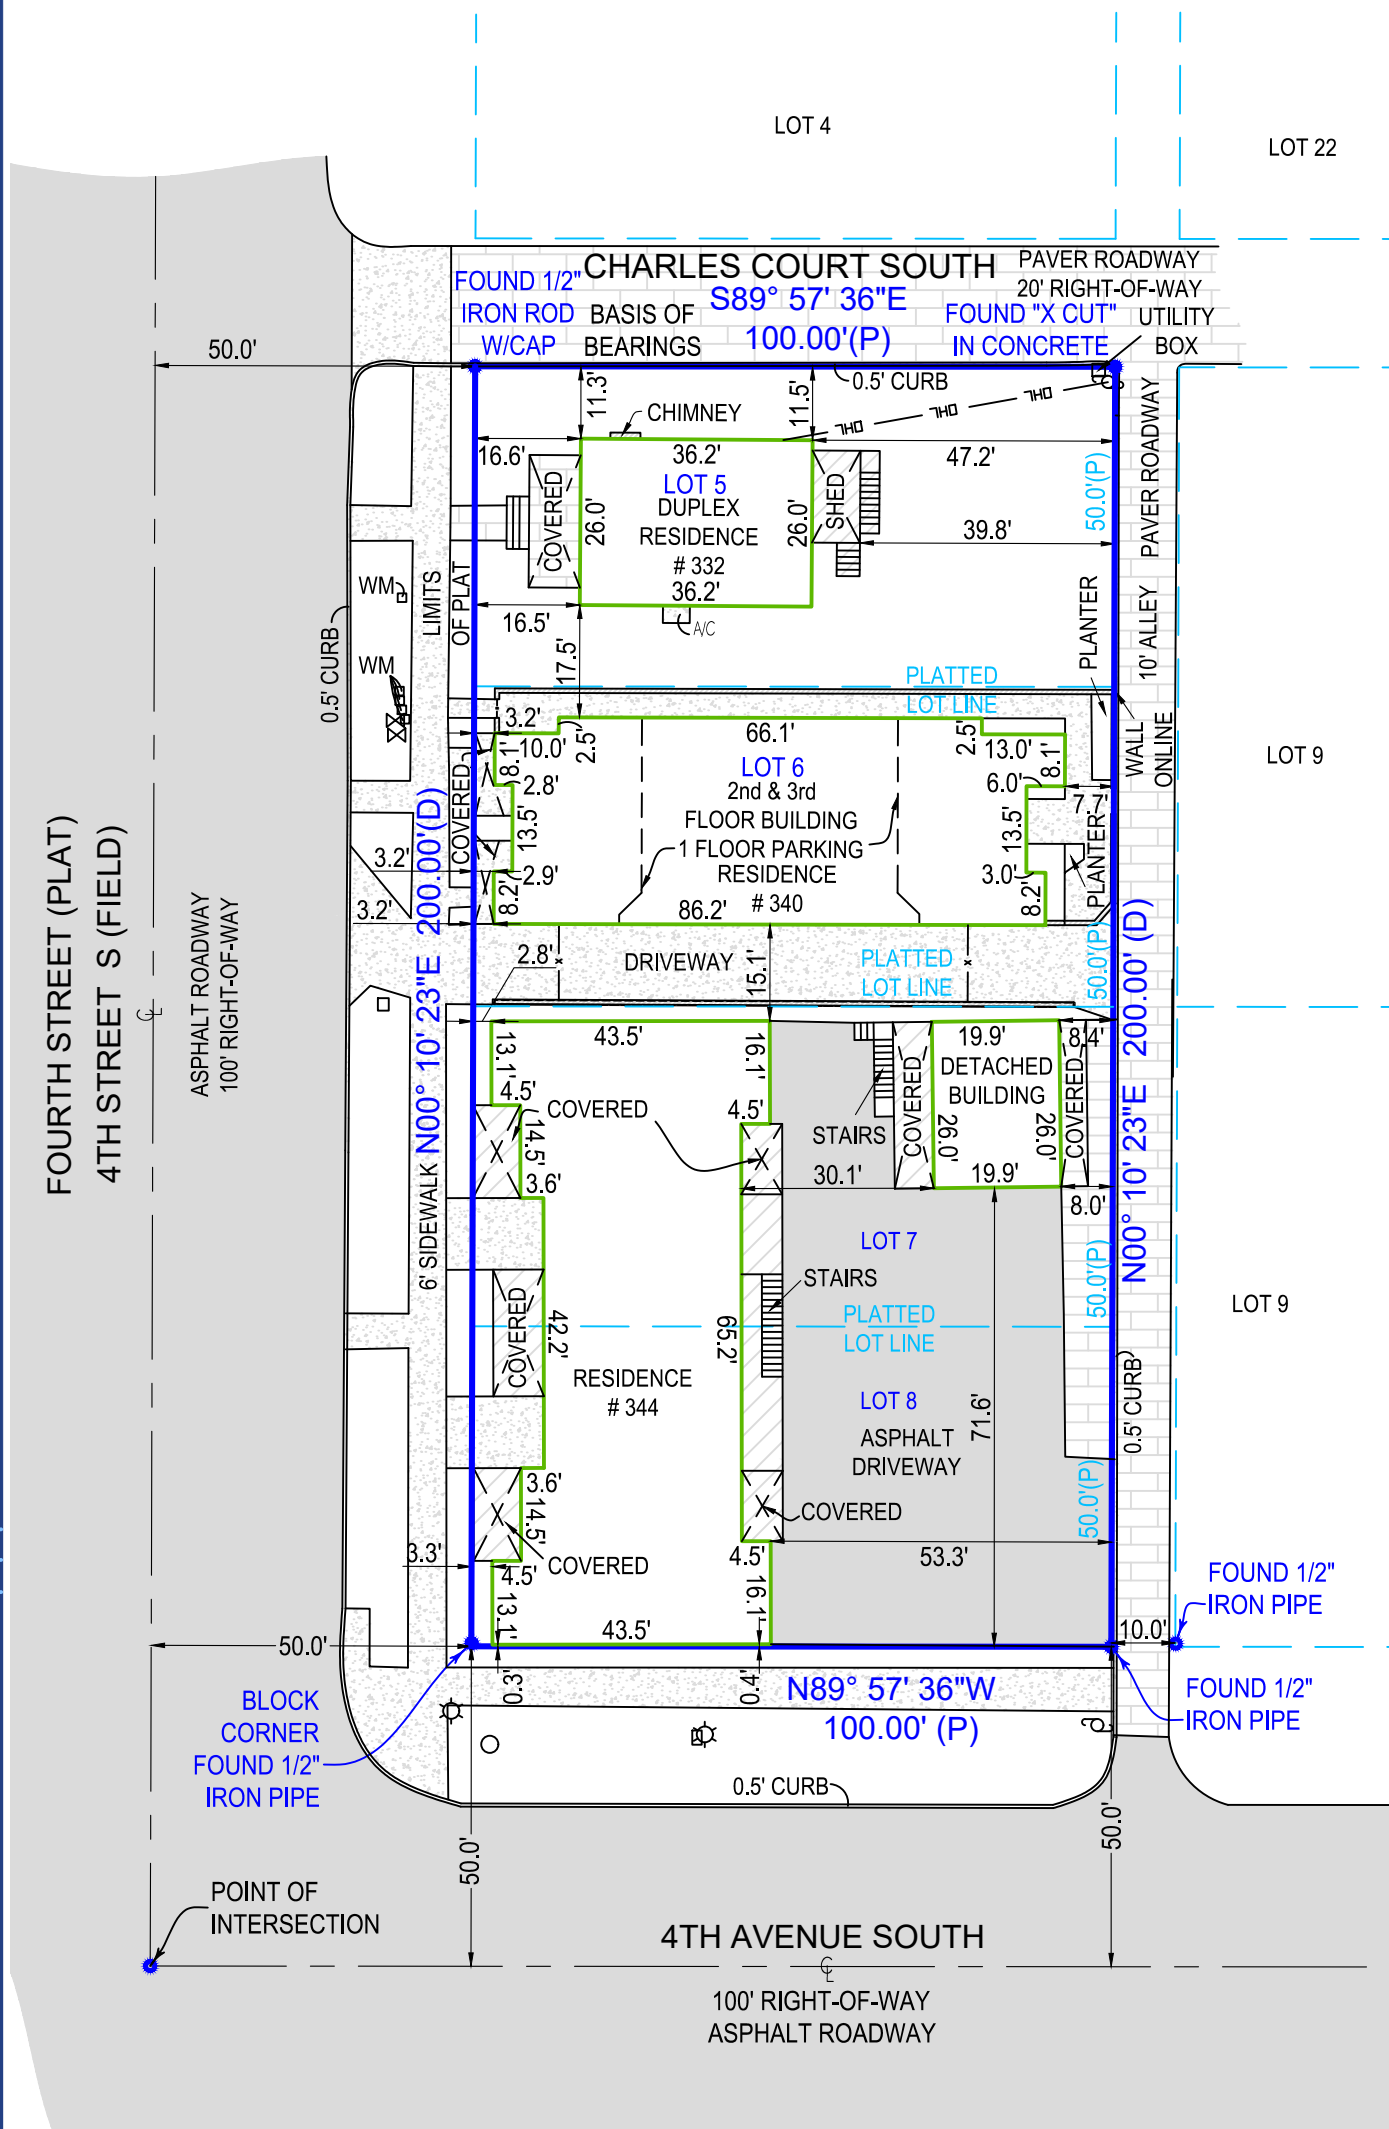 LOT 4
LOT 22
CHARLES COURT SOUTH
PAVER ROADWAY
20' RIGHT-OF-WAY
FOUND 1/2"
IRON ROD
W/CAP
BASIS OF
BEARINGS
S89° 57' 36"E
100.00'(P)
FOUND "X CUT"
IN CONCRETE
UTILITY
BOX
50.0'
0.5' CURB
11.3'
11.5'
CHIMNEY
OHL
OHL
OHL
16.6'
36.2'
47.2'
50.0'(P)
PAVER ROADWAY
LOT 5
DUPLEX
RESIDENCE
# 332
36.2'
COVERED
26.0'
26.0'
SHED
39.8'
WM
WM
LIMITS
OF PLAT
0.5' CURB
16.5'
A/C
17.5'
PLANTER
10' ALLEY
PLATTED
LOT LINE
3.2'
10.0'
2.5'
66.1'
2.5'
13.0'
8.1'
8.1'
WALL
ONLINE
LOT 9
LOT 6
2nd & 3rd
FLOOR BUILDING
1 FLOOR PARKING
RESIDENCE
# 340
COVERED
2.8'
13.5'
6.0'
7.7'
13.5'
PLANTER
3.2'
2.9'
3.0'
8.2'
8.2'
3.2'
86.2'
N00° 10' 23"E 200.00'(D)
FOURTH STREET (PLAT)
4TH STREET S (FIELD)
ASPHALT ROADWAY
100' RIGHT-OF-WAY
CL
2.8'
DRIVEWAY
15.1'
PLATTED
LOT LINE
50.0'(P)
N00° 10' 23"E 200.00' (D)
43.5'
13.1'
16.1'
19.9'
8.4'
DETACHED
BUILDING
4.5'
COVERED
4.5'
14.5'
STAIRS
COVERED
26.0'
26.0'
COVERED
30.1'
19.9'
8.0'
3.6'
6' SIDEWALK
LOT 7
50.0'(P)
STAIRS
LOT 9
PLATTED
LOT LINE
COVERED
42.2'
65.2'
RESIDENCE
# 344
LOT 8
71.6'
0.5' CURB
ASPHALT
DRIVEWAY
3.6'
14.5'
COVERED
50.0'(P)
3.3'
4.5'
COVERED
4.5'
53.3'
13.1'
16.1'
43.5'
FOUND 1/2"
IRON PIPE
10.0'
50.0'
0.3'
0.4'
N89° 57' 36"W
100.00' (P)
FOUND 1/2"
IRON PIPE
BLOCK
CORNER
FOUND 1/2"
IRON PIPE
0.5' CURB
50.0'
50.0'
POINT OF
INTERSECTION
4TH AVENUE SOUTH
CL
100' RIGHT-OF-WAY
ASPHALT ROADWAY